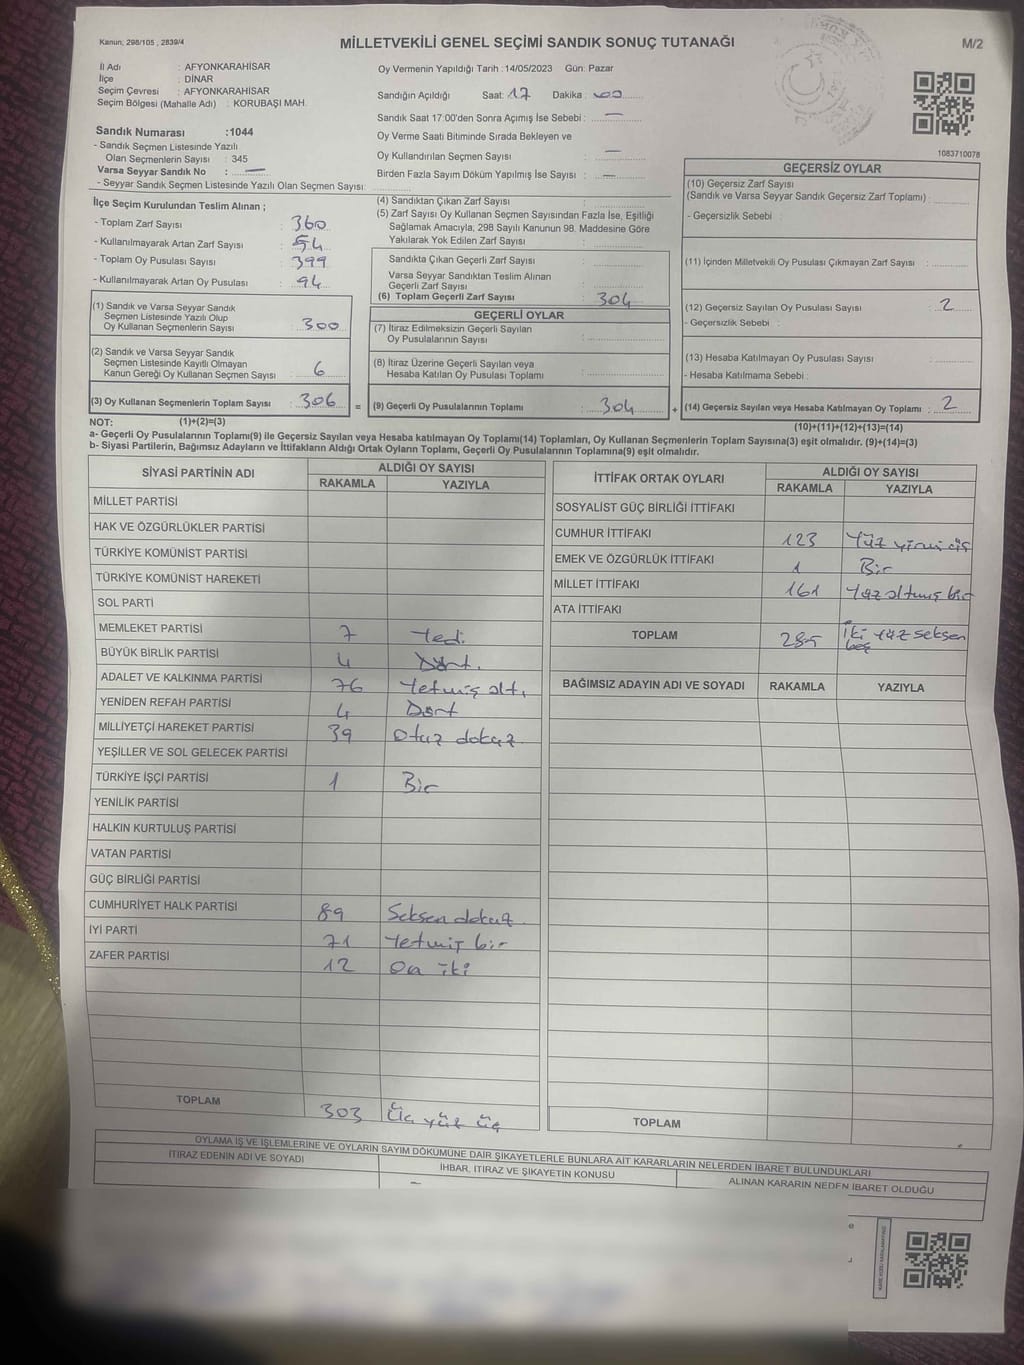 Kanun; 298/105 ; 2839/4
MİLLETVEKİLİ GENEL SEÇİMİ SANDIK SONUÇ TUTANAĞI
M/2
İl Adı : AFYONKARAHİSAR
İlçe : DİNAR
Seçim Çevresi : AFYONKARAHİSAR
Seçim Bölgesi (Mahalle Adı) : KORUBAŞI MAH.
Oy Vermenin Yapıldığı Tarih :14/05/2023 Gün: Pazar
Sandığın Açıldığı Saat: 17 Dakika : 00
Sandık Saat 17:00'den Sonra Açımış İse Sebebi : —
Oy Verme Saati Bitiminde Sırada Bekleyen ve
Oy Kullandırılan Seçmen Sayısı : —
Birden Fazla Sayım Döküm Yapılmış İse Sayısı : —
Sandık Numarası :1044
- Sandık Seçmen Listesinde Yazılı
Olan Seçmenlerin Sayısı : 345
Varsa Seyyar Sandık No : —
- Seyyar Sandık Seçmen Listesinde Yazılı Olan Seçmen Sayısı:
1083710078
İlçe Seçim Kurulundan Teslim Alınan ;
- Toplam Zarf Sayısı : 360
- Kullanılmayarak Artan Zarf Sayısı : 54
- Toplam Oy Pusulası Sayısı : 399
- Kullanılmayarak Artan Oy Pusulası : 94
(1) Sandık ve Varsa Seyyar Sandık
Seçmen Listesinde Yazılı Olup
Oy Kullanan Seçmenlerin Sayısı : 300
(2) Sandık ve Varsa Seyyar Sandık
Seçmen Listesinde Kayıtlı Olmayan
Kanun Gereği Oy Kullanan Seçmen Sayısı : 6
(3) Oy Kullanan Seçmenlerin Toplam Sayısı : 306
(4) Sandıktan Çıkan Zarf Sayısı :
(5) Zarf Sayısı Oy Kullanan Seçmen Sayısından Fazla İse, Eşitliği
Sağlamak Amacıyla, 298 Sayılı Kanunun 98. Maddesine Göre
Yakılarak Yok Edilen Zarf Sayısı :
Sandıkta Çıkan Geçerli Zarf Sayısı :
Varsa Seyyar Sandıktan Teslim Alınan
Geçerli Zarf Sayısı :
(6) Toplam Geçerli Zarf Sayısı : 304
GEÇERLİ OYLAR
(7) İtiraz Edilmeksizin Geçerli Sayılan
Oy Pusulalarının Sayısı :
(8) İtiraz Üzerine Geçerli Sayılan veya
Hesaba Katılan Oy Pusulası Toplamı :
= (9) Geçerli Oy Pusulalarının Toplamı : 304
GEÇERSİZ OYLAR
(10) Geçersiz Zarf Sayısı
(Sandık ve Varsa Seyyar Sandık Geçersiz Zarf Toplamı) :
- Geçersizlik Sebebi :
(11) İçinden Milletvekili Oy Pusulası Çıkmayan Zarf Sayısı :
(12) Geçersiz Sayılan Oy Pusulası Sayısı : 2
- Geçersizlik Sebebi :
(13) Hesaba Katılmayan Oy Pusulası Sayısı :
- Hesaba Katılmama Sebebi :
+ (14) Geçersiz Sayılan veya Hesaba Katılmayan Oy Toplamı : 2
NOT: (1)+(2)=(3)
(10)+(11)+(12)+(13)=(14)
a- Geçerli Oy Pusulalarının Toplamı(9) ile Geçersiz Sayılan veya Hesaba katılmayan Oy Toplamı(14) Toplamları, Oy Kullanan Seçmenlerin Toplam Sayısına(3) eşit olmalıdır. (9)+(14)=(3)
b- Siyasi Partilerin, Bağımsız Adayların ve İttifakların Aldığı Ortak Oyların Toplamı, Geçerli Oy Pusulalarının Toplamına(9) eşit olmalıdır.
SİYASİ PARTİNİN ADI
ALDIĞI OY SAYISI
RAKAMLA YAZIYLA
MİLLET PARTİSİ
HAK VE ÖZGÜRLÜKLER PARTİSİ
TÜRKİYE KOMÜNİST PARTİSİ
TÜRKİYE KOMÜNİST HAREKETİ
SOL PARTİ
MEMLEKET PARTİSİ 7 Yedi.
BÜYÜK BİRLİK PARTİSİ 4 Dört.
ADALET VE KALKINMA PARTİSİ 76 Yetmiş altı
YENİDEN REFAH PARTİSİ 4 Dört
MİLLİYETÇİ HAREKET PARTİSİ 39 Otuz dokuz
YEŞİLLER VE SOL GELECEK PARTİSİ
TÜRKİYE İŞÇİ PARTİSİ 1 Bir
YENİLİK PARTİSİ
HALKIN KURTULUŞ PARTİSİ
VATAN PARTİSİ
GÜÇ BİRLİĞİ PARTİSİ
CUMHURİYET HALK PARTİSİ 89 Seksen dokuz
İYİ PARTİ 71 Yetmiş bir
ZAFER PARTİSİ 12 On iki
TOPLAM 303 Üç yüz üç
İTTİFAK ORTAK OYLARI
ALDIĞI OY SAYISI
RAKAMLA YAZIYLA
SOSYALİST GÜÇ BİRLİĞİ İTTİFAKI
CUMHUR İTTİFAKI 123 Yüz yirmi üç
EMEK VE ÖZGÜRLÜK İTTİFAKI 1 Bir
MİLLET İTTİFAKI 161 Yüz altmış bir
ATA İTTİFAKI
TOPLAM 285 İki yüz seksen beş
BAĞIMSIZ ADAYIN ADI VE SOYADI RAKAMLA YAZIYLA
TOPLAM
OYLAMA İŞ VE İŞLEMLERİNE VE OYLARIN SAYIM DÖKÜMÜNE DAİR ŞİKAYETLERLE BUNLARA AİT KARARLARIN NELERDEN İBARET BULUNDUKLARI
İTİRAZ EDENİN ADI VE SOYADI
İHBAR, İTİRAZ VE ŞİKAYETİN KONUSU
ALINAN KARARIN NEDEN İBARET OLDUĞU